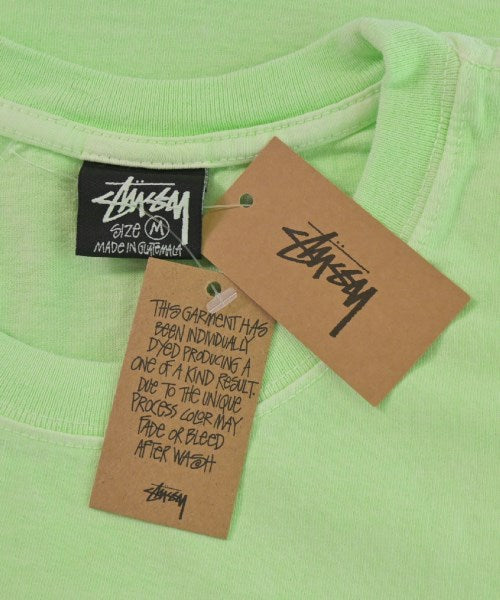 Stüssy
SIZE M
MADE IN GUATEMALA
Stüssy
THIS GARMENT HAS
BEEN INDIVIDUALLY
DYED PRODUCING A
ONE OF A KIND RESULT.
DUE TO THE UNIQUE
PROCESS COLOR MAY
FADE OR BLEED
AFTER WASH
Stüssy